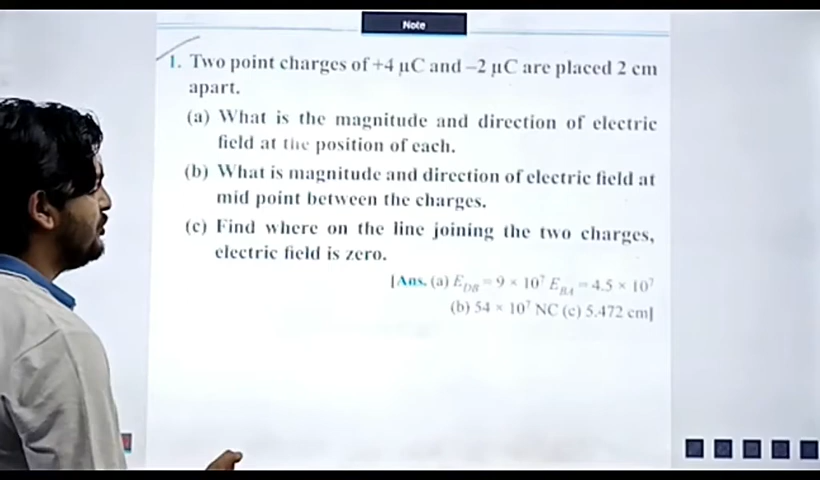 Note
1. Two point charges of +4 µC and –2 µC are placed 2 cm
apart.
(a) What is the magnitude and direction of electric
field at the position of each.
(b) What is magnitude and direction of electric field at
mid point between the charges.
(c) Find where on the line joining the two charges,
electric field is zero.
[Ans. (a) E_DB = 9 × 10⁷ E_BA = 4.5 × 10⁷
(b) 54 × 10⁷ NC (c) 5.472 cm]